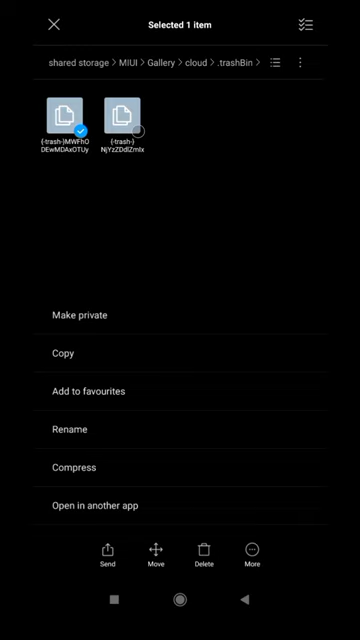 Selected 1 item
shared storage > MIUI > Gallery > cloud > .trashBin >
{-trash-}MWFhO
DEwMDAxOTUy
{-trash-}
NjYzZDdlZmIx
Make private
Copy
Add to favourites
Rename
Compress
Open in another app
Send Move Delete More